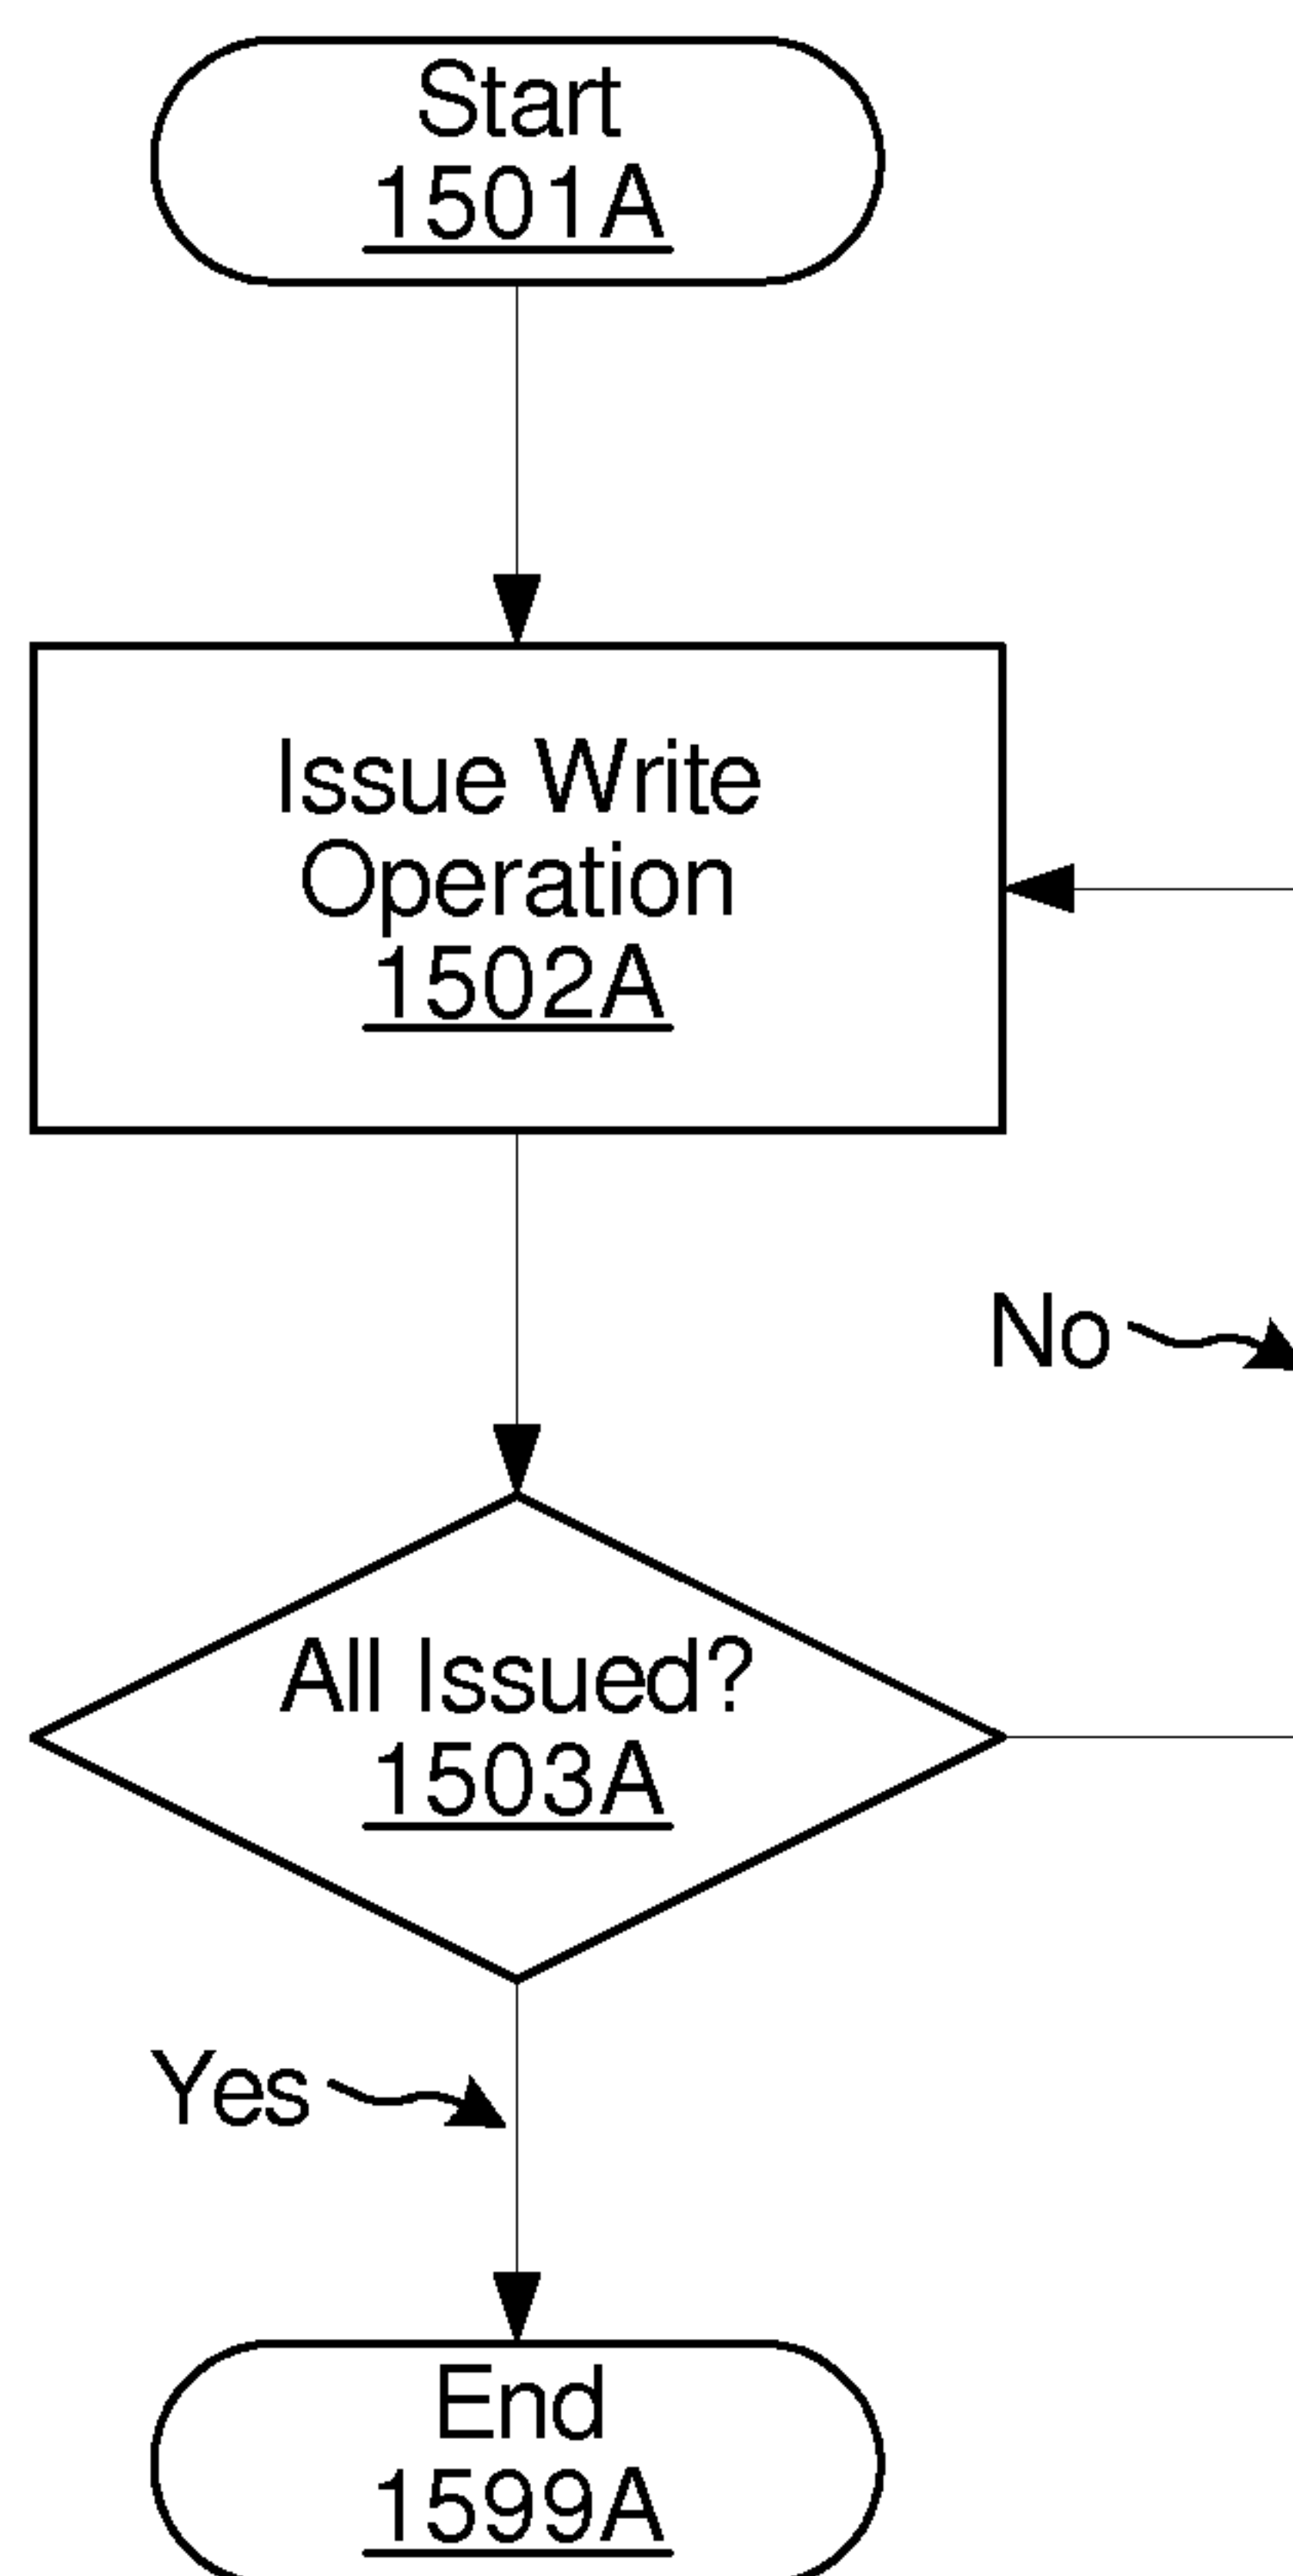 Start
1501A
Issue Write
Operation
1502A
No
All Issued?
1503A
Yes
End
1599A